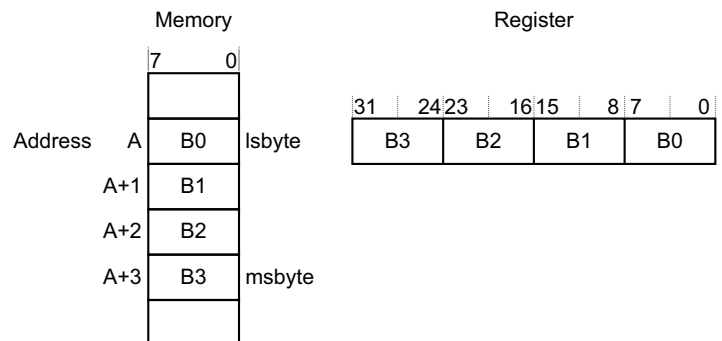 Memory Register
7 0
31 24 23 16 15 8 7 0
Address A B0 lsbyte B3 B2 B1 B0
A+1 B1
A+2 B2
A+3 B3 msbyte